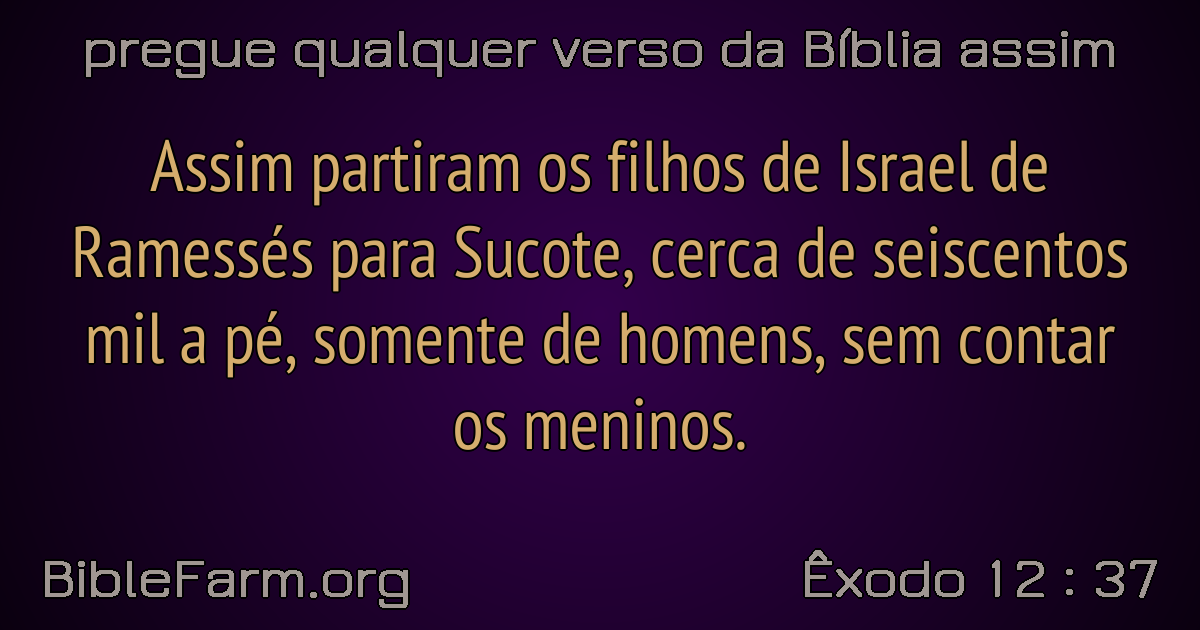 pregue qualquer verso da Bíblia assim
Assim partiram os filhos de Israel de
Ramessés para Sucote, cerca de seiscentos
mil a pé, somente de homens, sem contar
os meninos.
BibleFarm.org
Êxodo 12 : 37